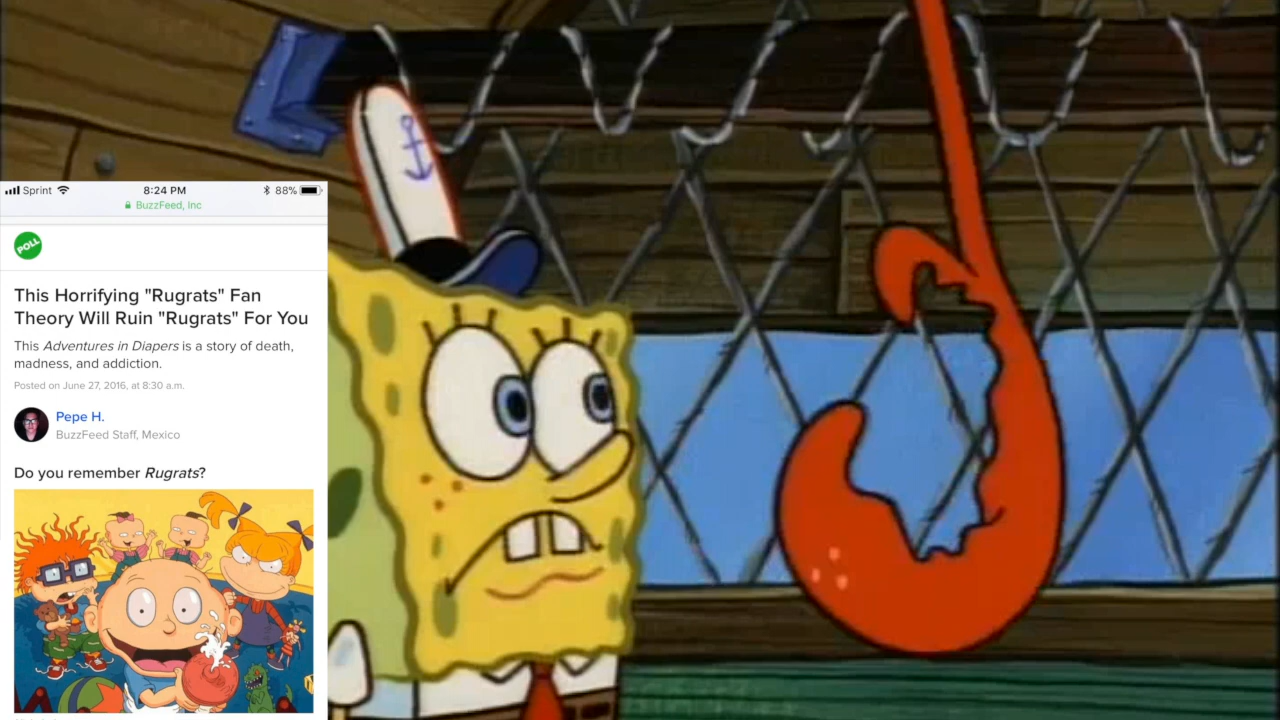 Sprint 8:24 PM 88%
BuzzFeed, Inc
POLL
This Horrifying "Rugrats" Fan
Theory Will Ruin "Rugrats" For You
This Adventures in Diapers is a story of death,
madness, and addiction.
Posted on June 27, 2016, at 8:30 a.m.
Pepe H.
BuzzFeed Staff, Mexico
Do you remember Rugrats?